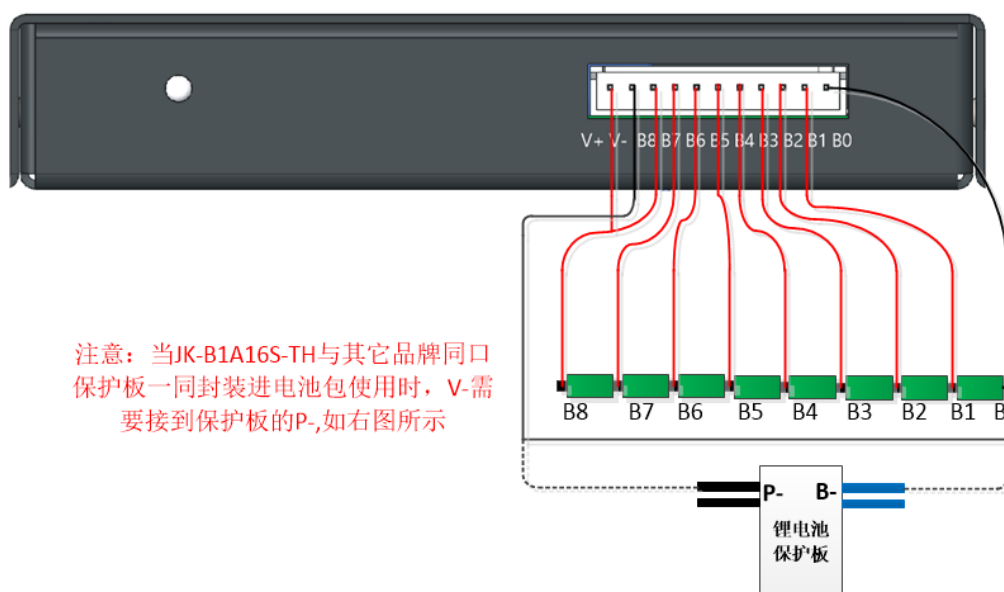 V+ V- B8 B7 B6 B5 B4 B3 B2 B1 B0
注意：当JK-B1A16S-TH与其它品牌同口
保护板一同封装进电池包使用时，V-需
要接到保护板的P-,如右图所示
B8 B7 B6 B5 B4 B3 B2 B1 B
P- B-
锂电池
保护板